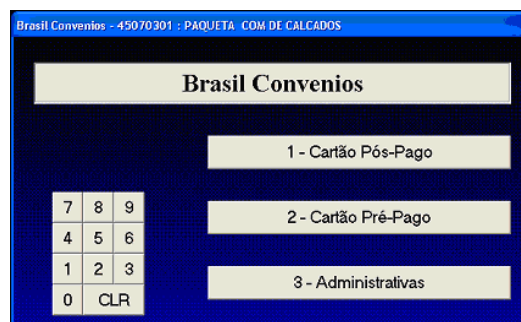 Brasil Convenios - 45070301 : PAQUETA COM DE CALCADOS
Brasil Convenios
1 - Cartão Pós-Pago
2 - Cartão Pré-Pago
3 - Administrativas
7 8 9
4 5 6
1 2 3
0 CLR